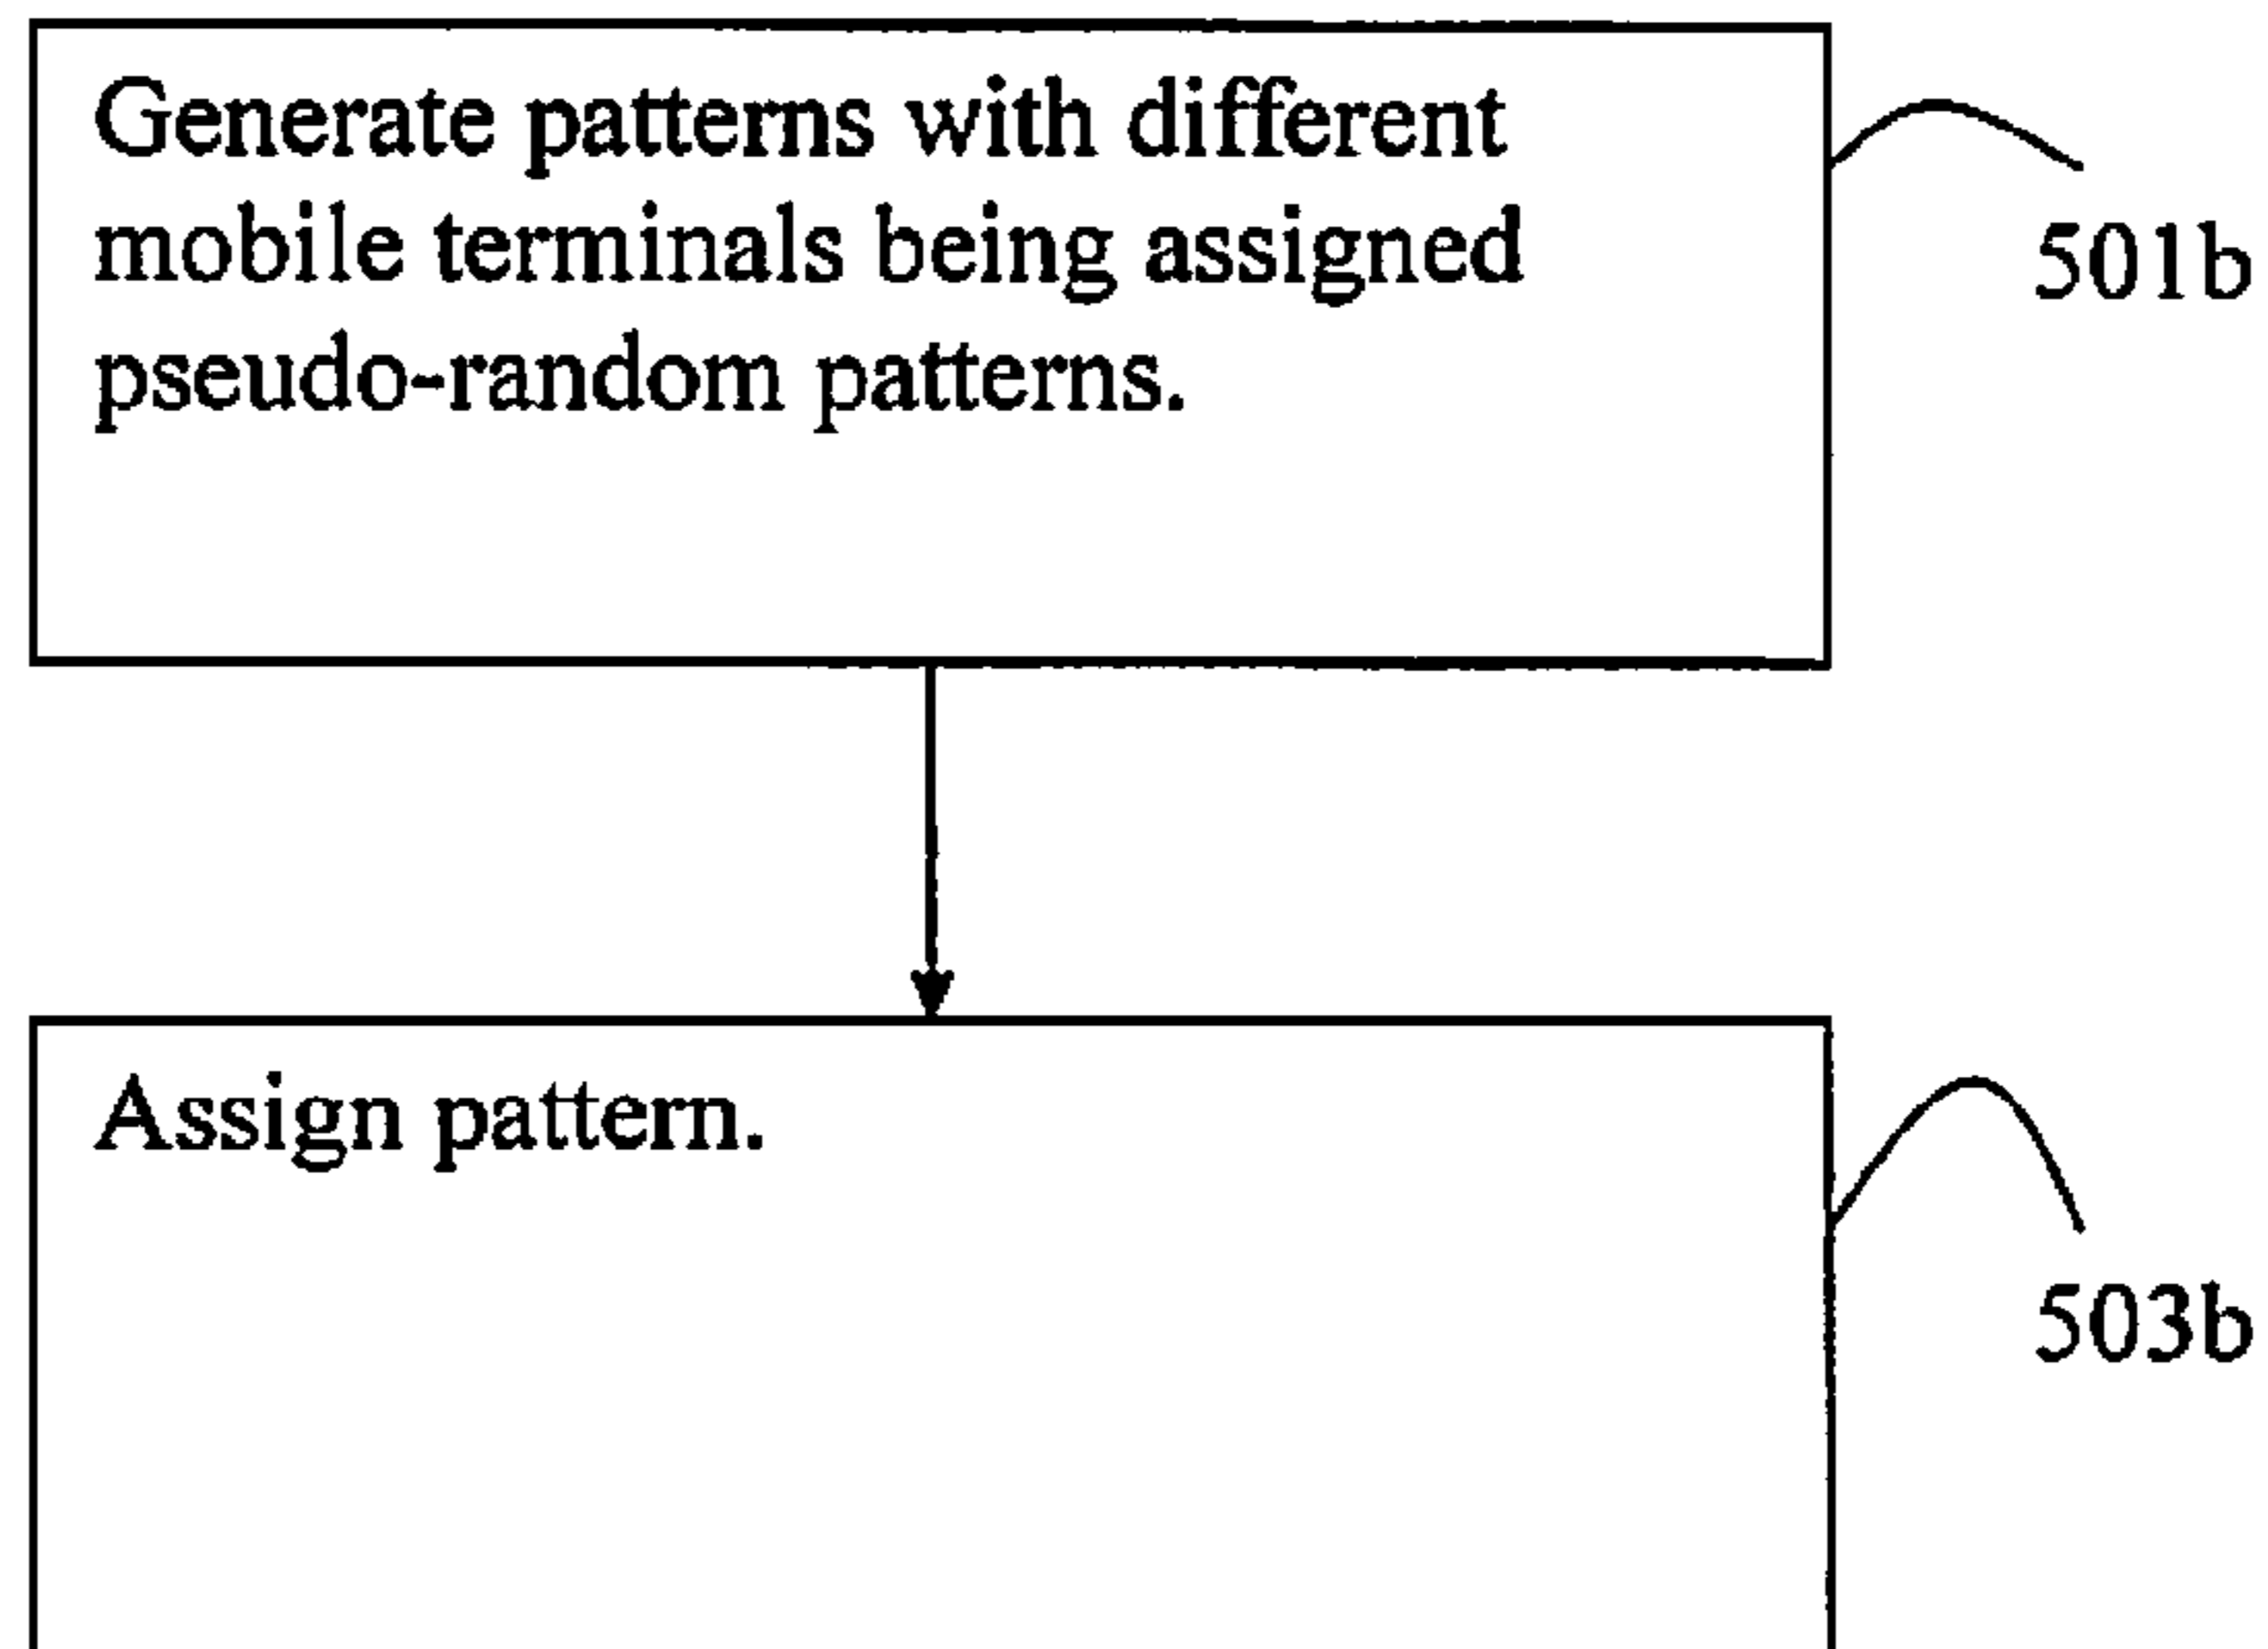 Generate patterns with different
mobile terminals being assigned
pseudo-random patterns.
501b
Assign pattern.
503b